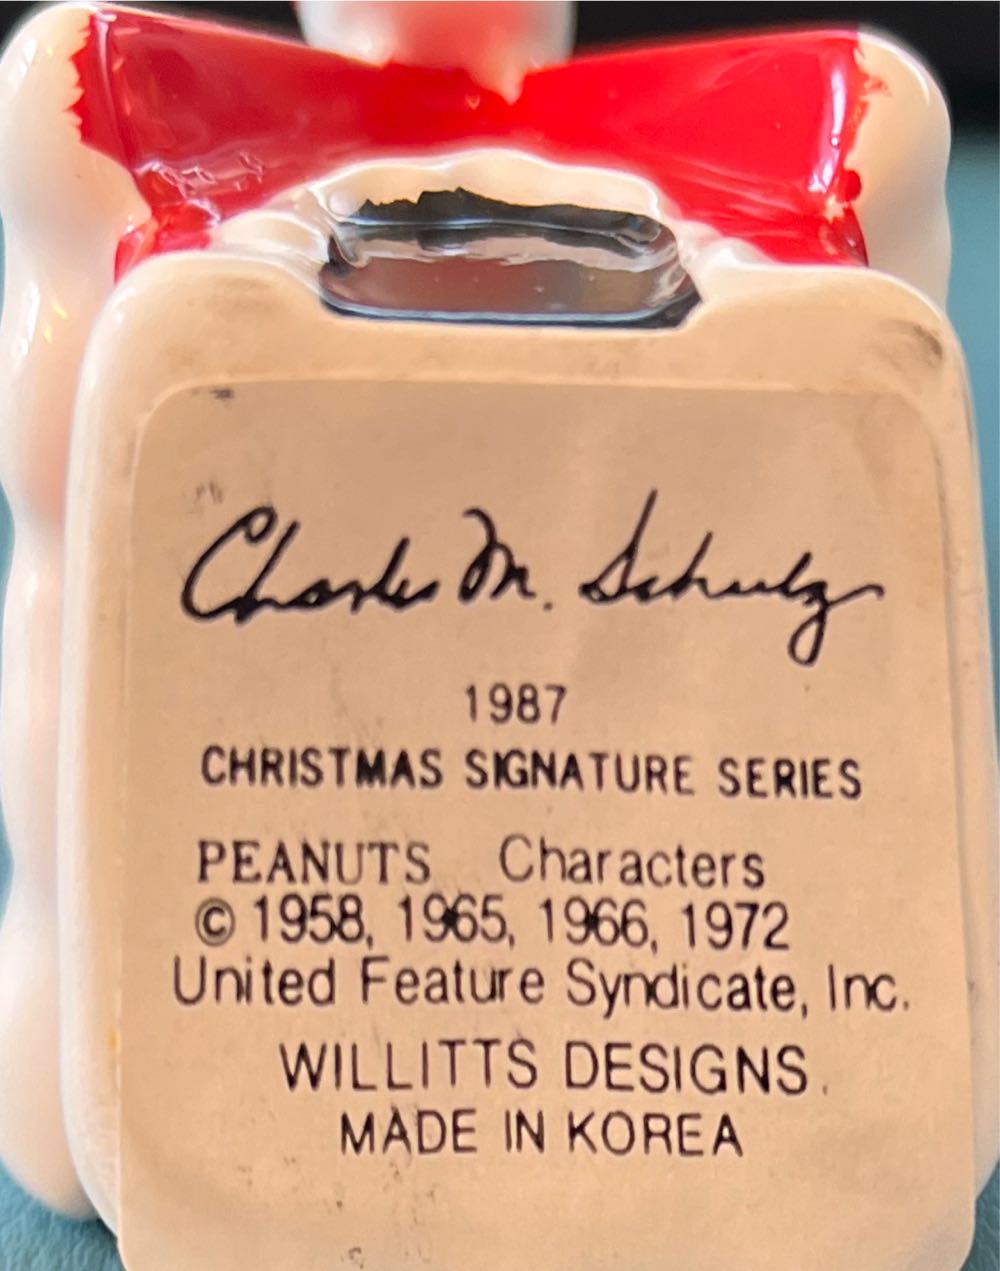 Charles M. Schulz
1987
CHRISTMAS SIGNATURE SERIES
PEANUTS Characters
© 1958, 1965, 1966, 1972
United Feature Syndicate, Inc.
WILLITTS DESIGNS.
MADE IN KOREA